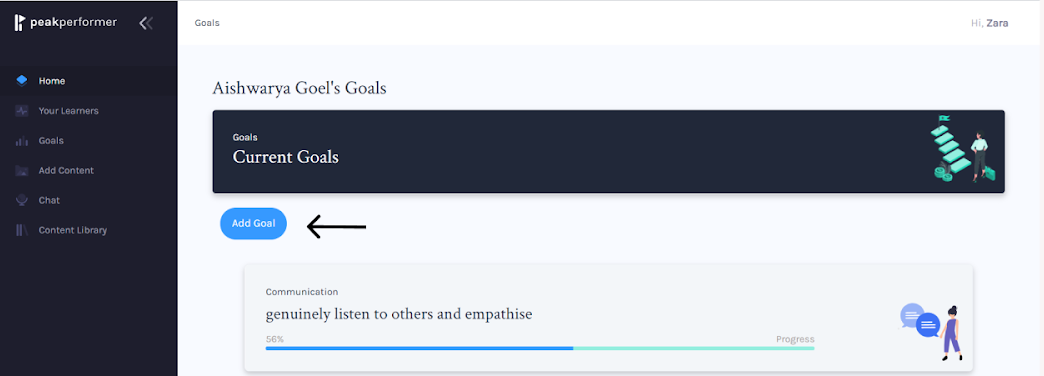 peakperformer
Goals
Hi, Zara
Home
Your Learners
Goals
Add Content
Chat
Content Library
Aishwarya Goel's Goals
Goals
Current Goals
Add Goal
Communication
genuinely listen to others and empathise
56%
Progress